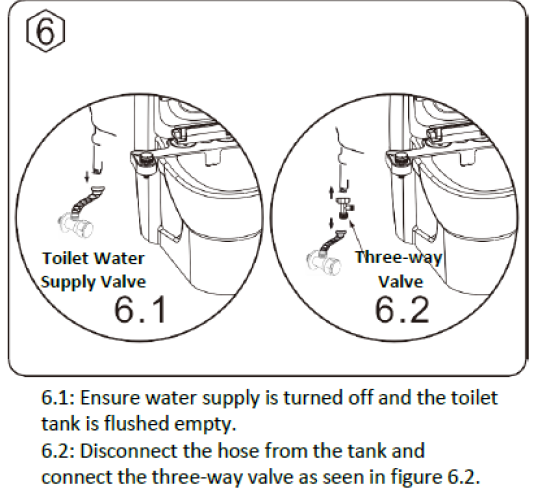 6
Toilet Water
Supply Valve
6.1
Three-way
Valve
6.2
6.1: Ensure water supply is turned off and the toilet
tank is flushed empty.
6.2: Disconnect the hose from the tank and
connect the three-way valve as seen in figure 6.2.